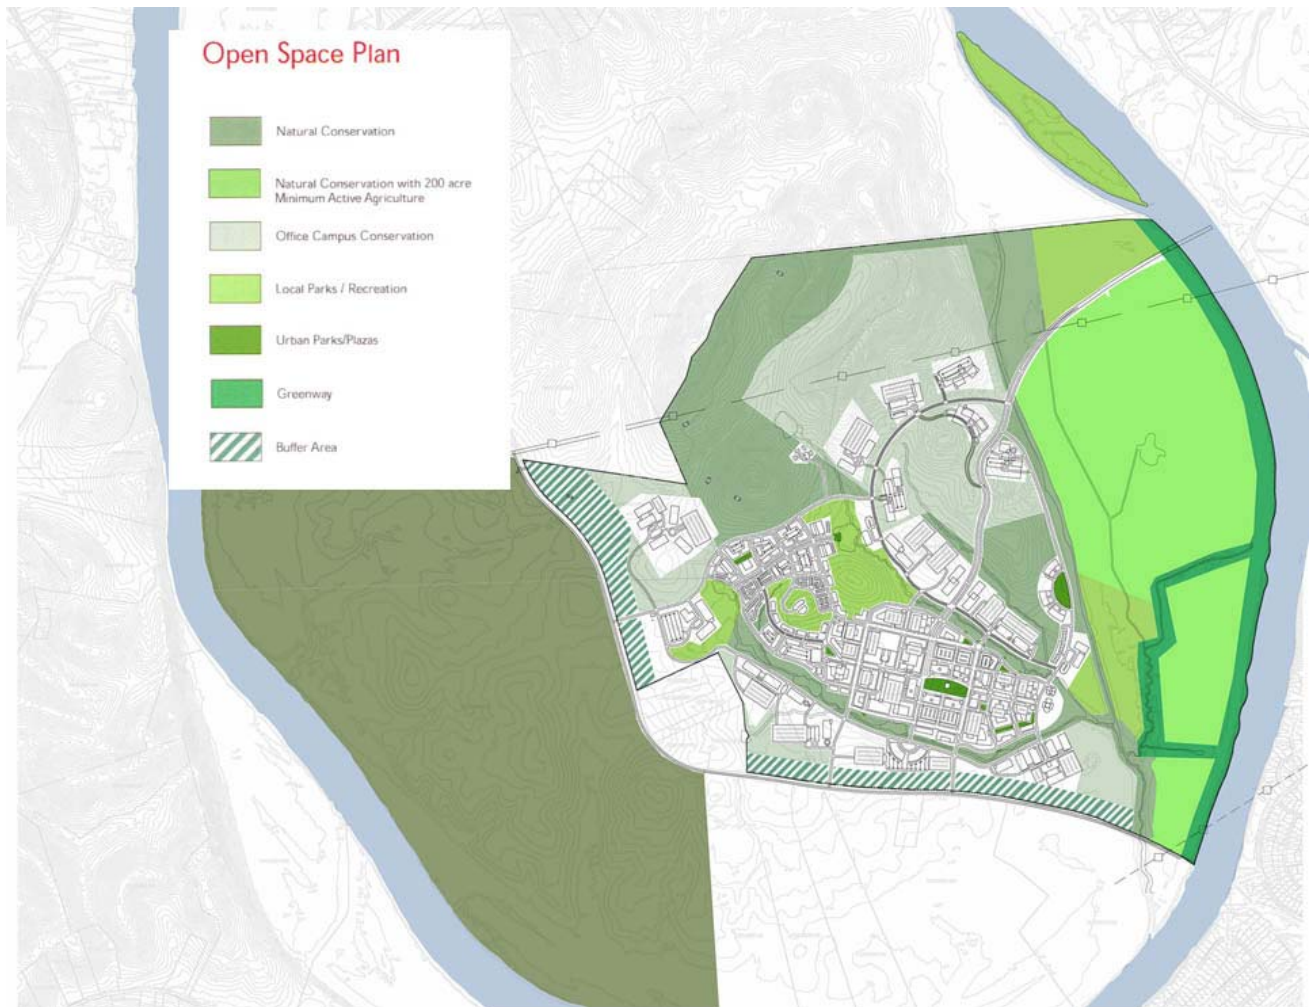 Open Space Plan
Natural Conservation
Natural Conservation with 200 acre
Minimum Active Agriculture
Office Campus Conservation
Local Parks / Recreation
Urban Parks/Plazas
Greenway
Buffer Area